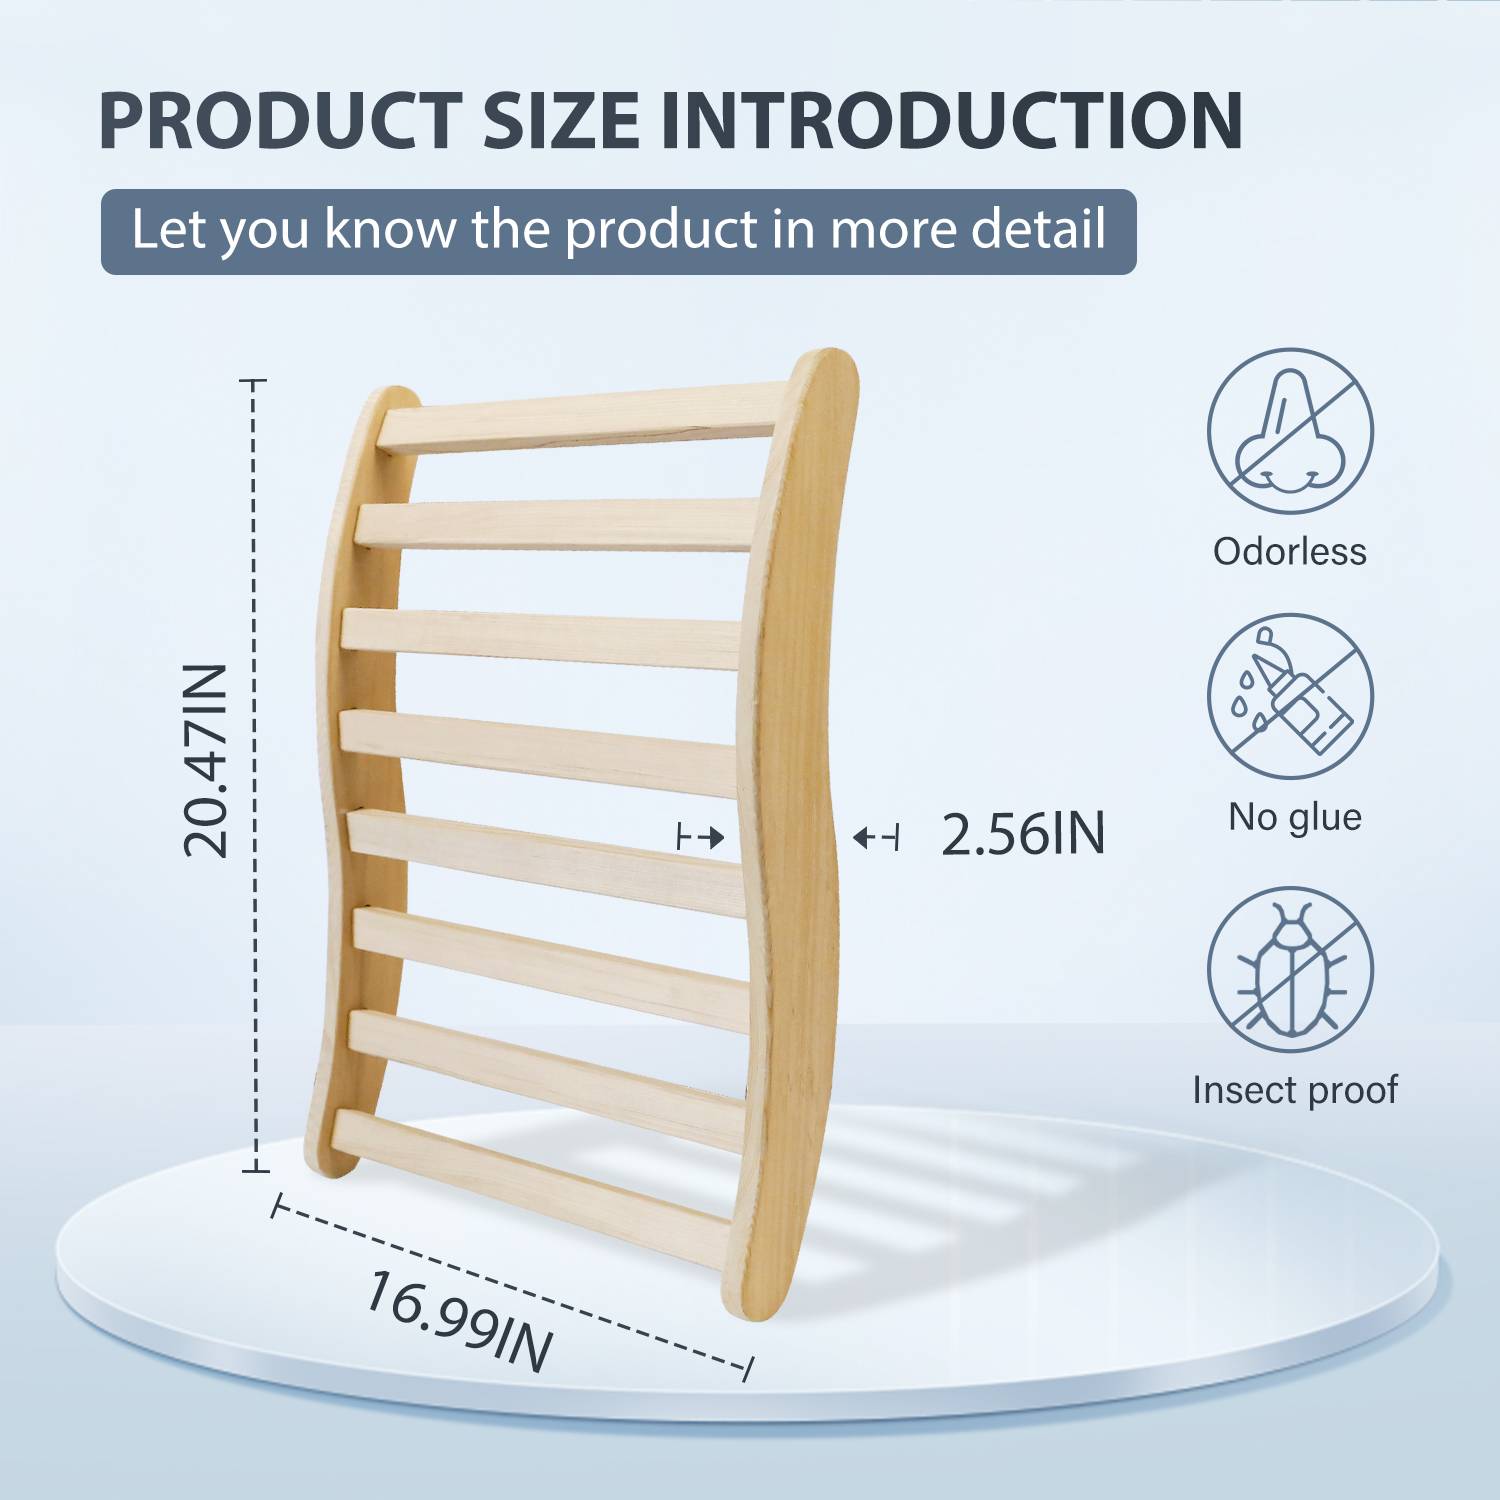 PRODUCT SIZE INTRODUCTION
Let you know the product in more detail
20.47IN
2.56IN
16.99IN
Odorless
No glue
Insect proof